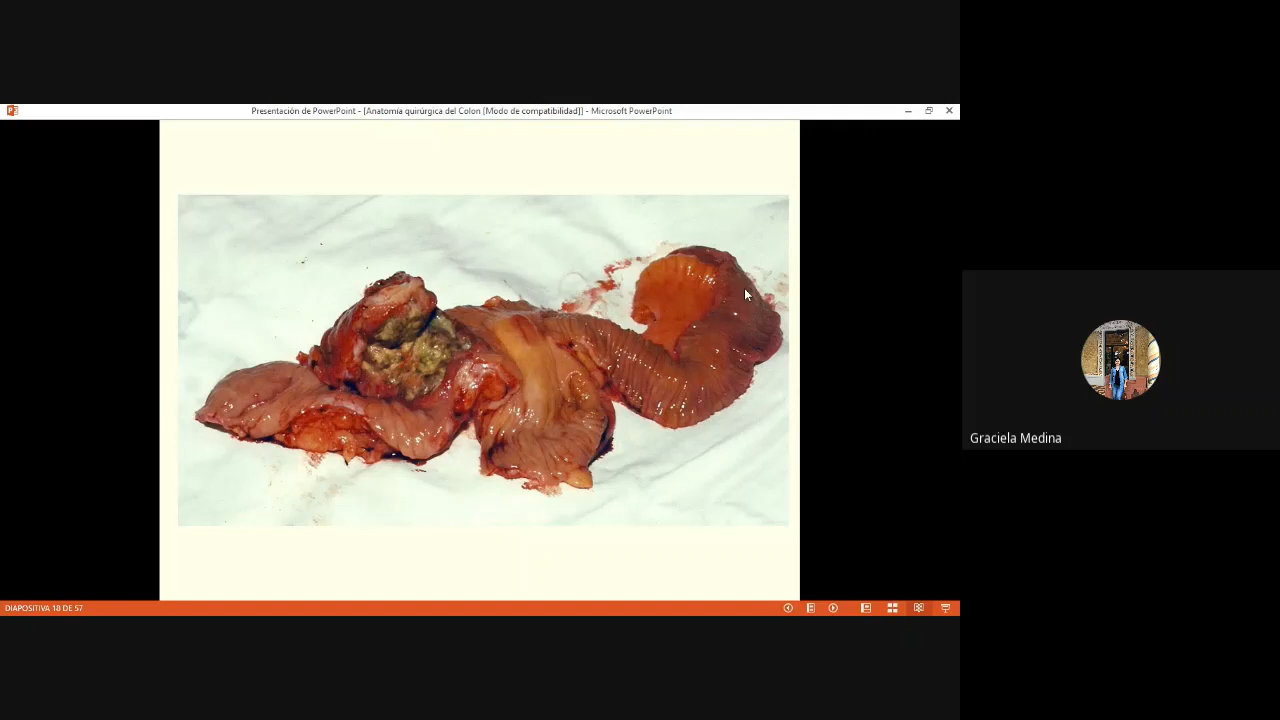 Presentación de PowerPoint - [Anatomía quirúrgica del Colon [Modo de compatibilidad]] - Microsoft PowerPoint
Graciela Medina
DIAPOSITIVA 18 DE 57